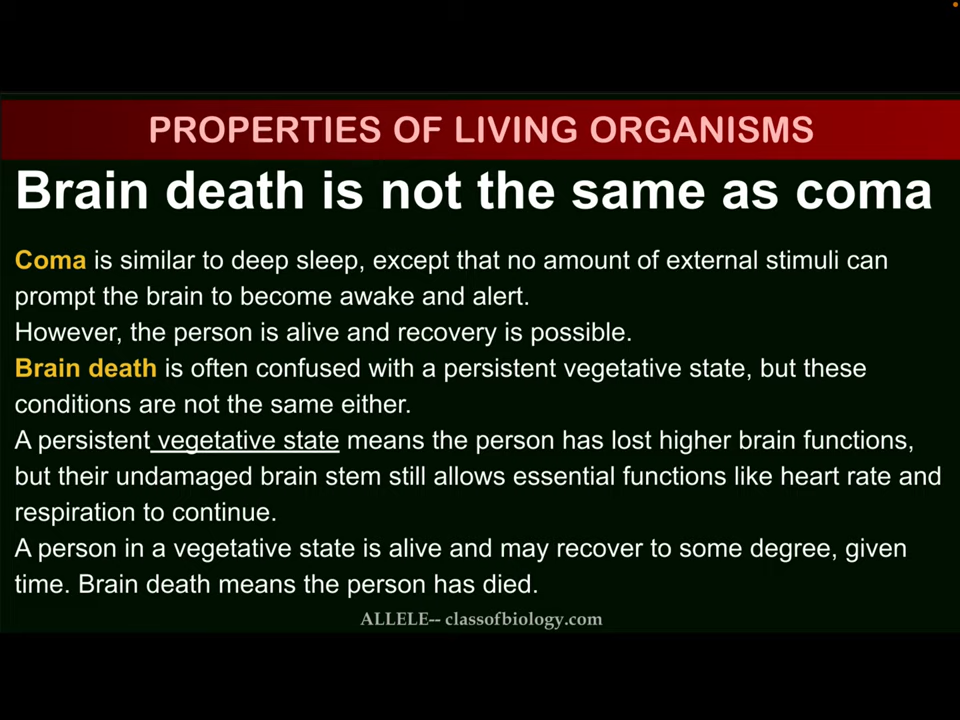 PROPERTIES OF LIVING ORGANISMS
Brain death is not the same as coma
Coma is similar to deep sleep, except that no amount of external stimuli can
prompt the brain to become awake and alert.
However, the person is alive and recovery is possible.
Brain death is often confused with a persistent vegetative state, but these
conditions are not the same either.
A persistent vegetative state means the person has lost higher brain functions,
but their undamaged brain stem still allows essential functions like heart rate and
respiration to continue.
A person in a vegetative state is alive and may recover to some degree, given
time. Brain death means the person has died.
ALLELE-- classofbiology.com